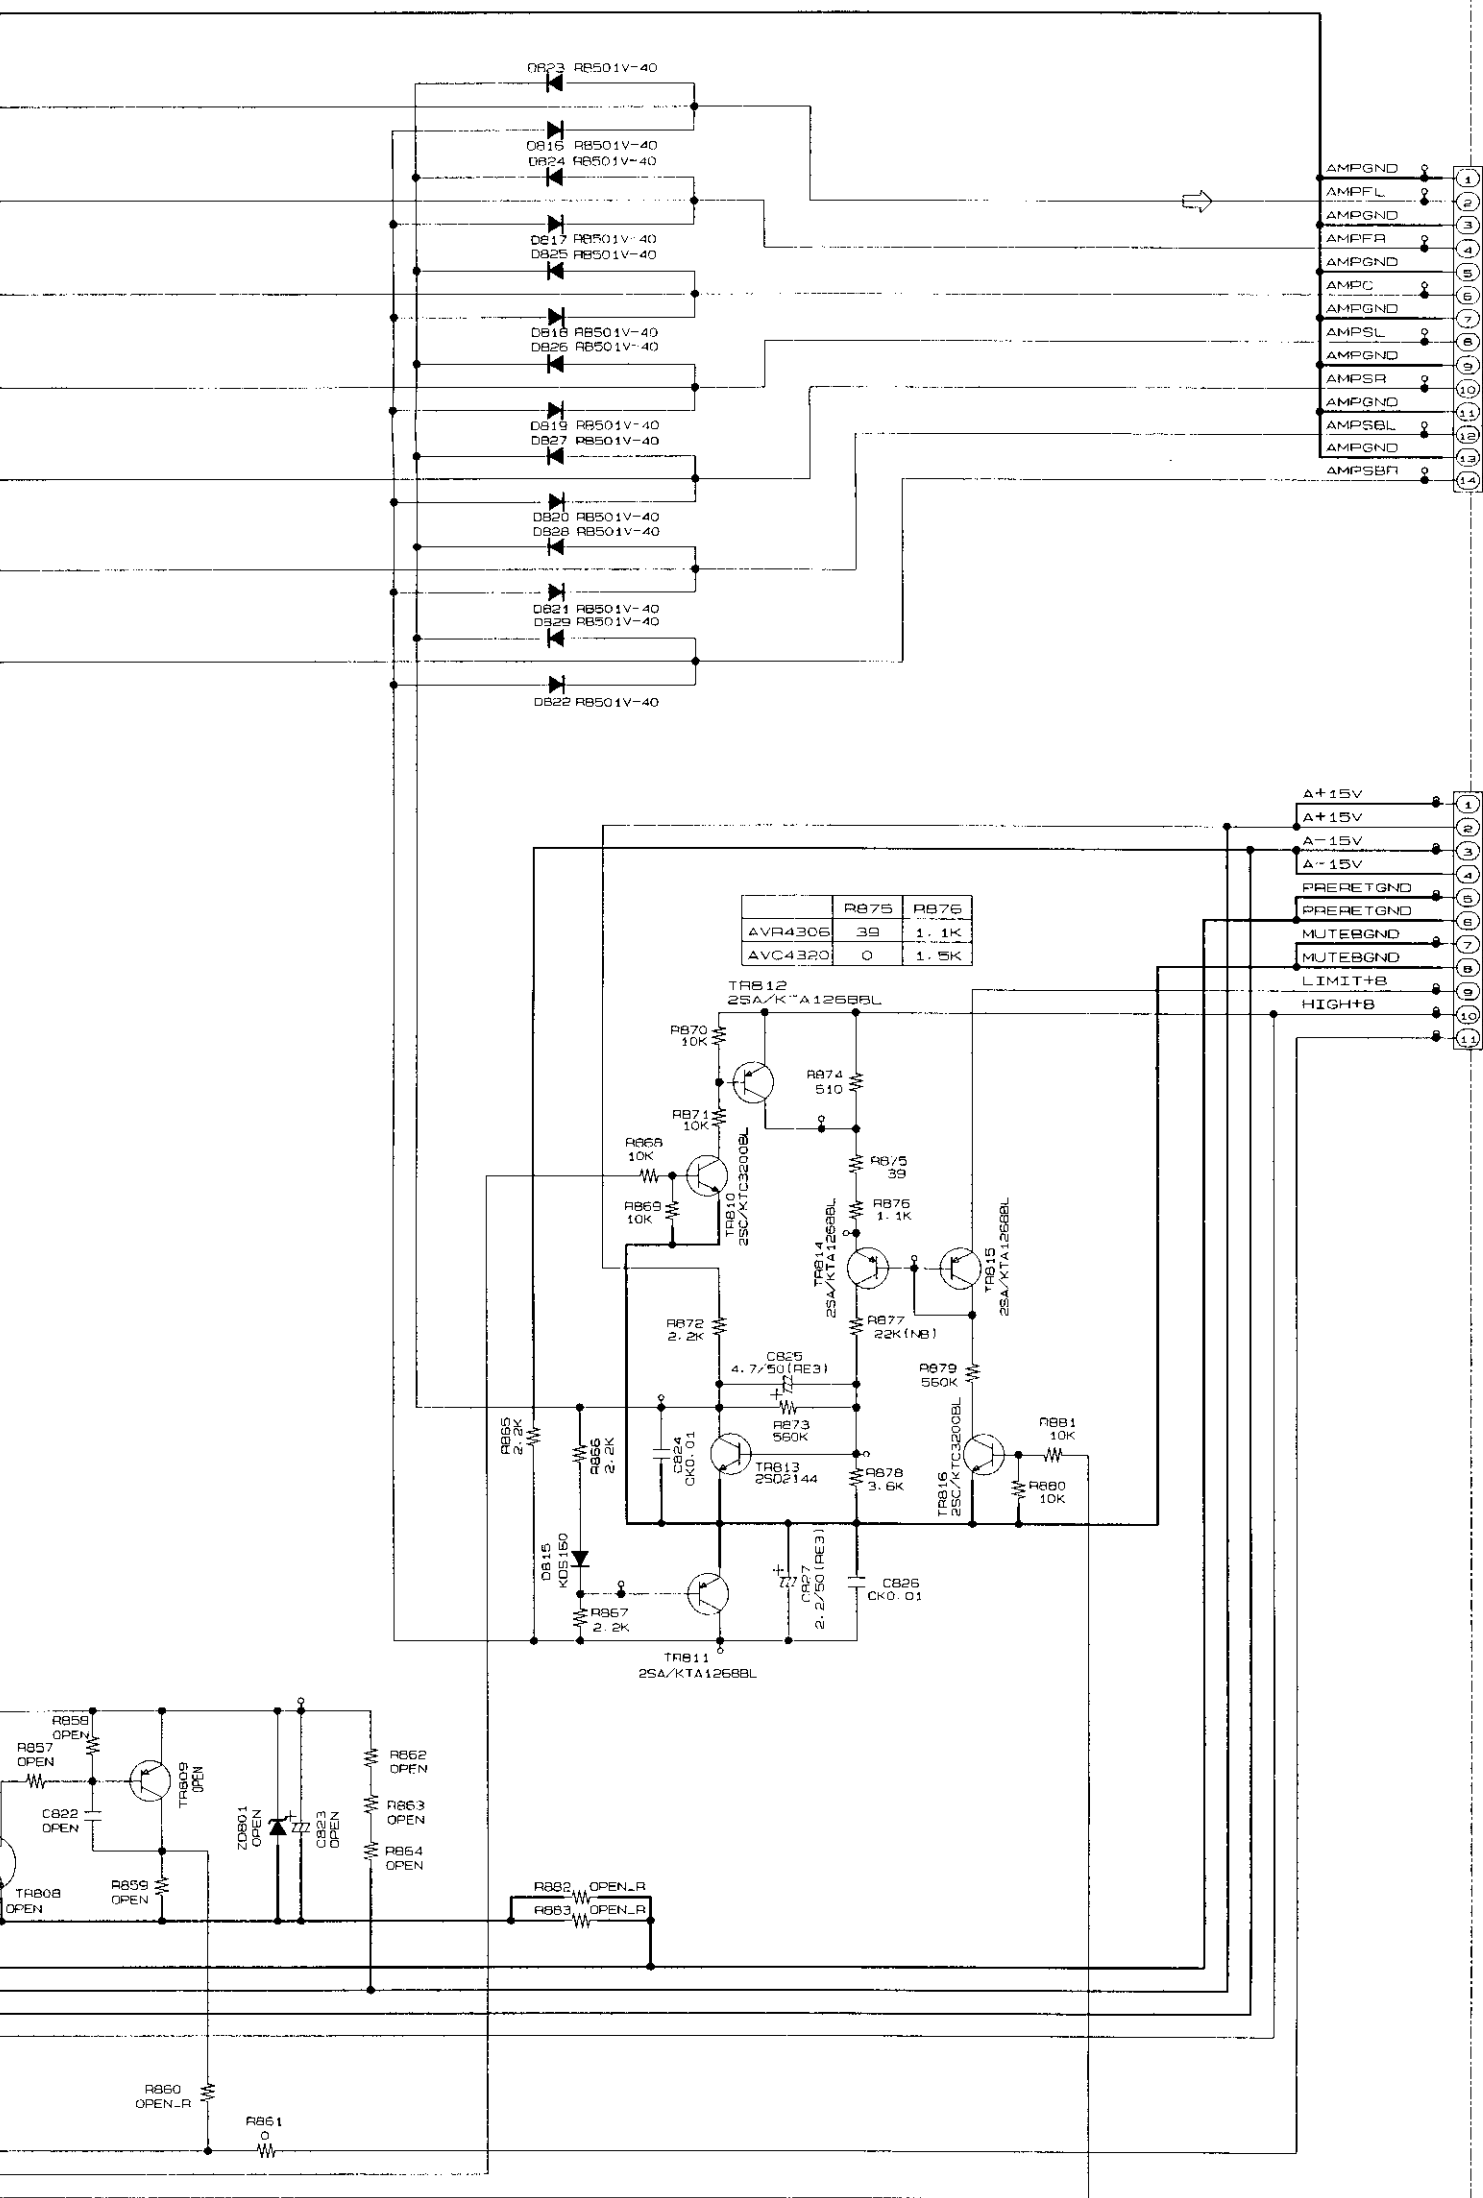 D823 RB501V-40
D816 RB501V-40
D824 RB501V-40
D817 RB501V-40
D825 RB501V-40
D818 RB501V-40
D826 RB501V-40
D819 RB501V-40
D827 RB501V-40
D820 RB501V-40
D828 RB501V-40
D821 RB501V-40
D829 RB501V-40
D822 RB501V-40
AMPGND 1
AMPFL 2
AMPGND 3
AMPFR 4
AMPGND 5
AMPC 6
AMPGND 7
AMPSL 8
AMPGND 9
AMPSR 10
AMPGND 11
AMPSBL 12
AMPGND 13
AMPSBR 14
A+15V 1
A+15V 2
A-15V 3
A-15V 4
PRERETGND 5
PRERETGND 6
MUTEBGND 7
MUTEBGND 8
LIMIT+B 9
HIGH+B 10
11
R875 R876
AVR4306 39 1.1K
AVC4320 0 1.5K
TR812
2SA/KTA1268BL
R870
10K
R874
510
R871
10K
R868
10K
R869
10K
TR810
2SC/KTC3200BL
R875
39
R876
1.1K
TR814
2SA/KTA1268BL
TR815
2SA/KTA1268BL
R872
2.2K
R877
22K(NB)
C825
4.7/50(RE3)
R879
560K
R873
560K
R865
2.2K
R866
2.2K
C824
CK0.01
TR813
2SD2144
R878
3.6K
TR816
2SC/KTC3200BL
R881
10K
R880
10K
D815
KDS160
R867
2.2K
C827
2.2/50(RE3)
C826
CK0.01
TR811
2SA/KTA1268BL
R858
OPEN
R857
OPEN
TR809
OPEN
C822
OPEN
R862
OPEN
ZD801
OPEN
C823
OPEN
R863
OPEN
R864
OPEN
TR808
OPEN
R859
OPEN
R882 OPEN_R
R883 OPEN_R
R860
OPEN_R
R861
0